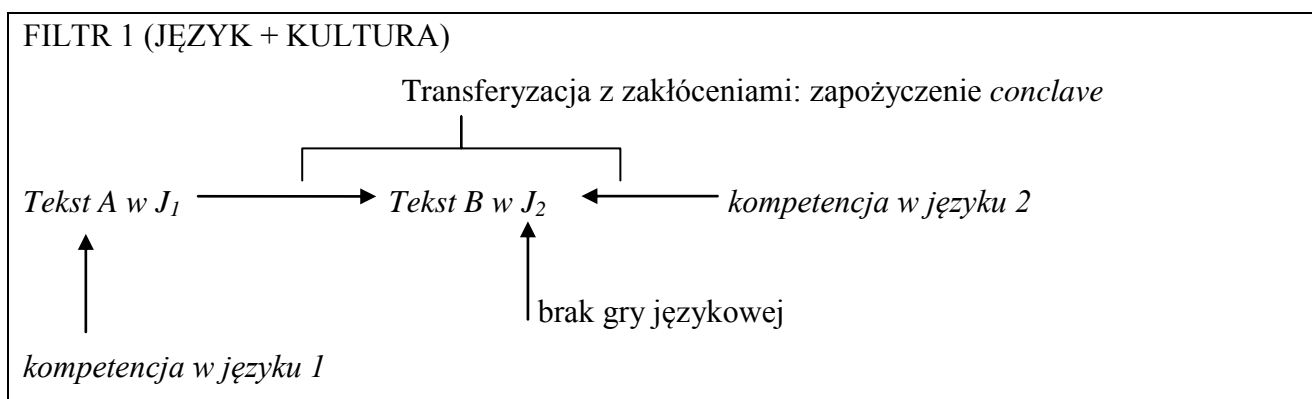 FILTR 1 (JĘZYK + KULTURA)
Transferyzacja z zakłóceniami: zapożyczenie conclave
Tekst A w J₁ Tekst B w J₂ kompetencja w języku 2
brak gry językowej
kompetencja w języku 1